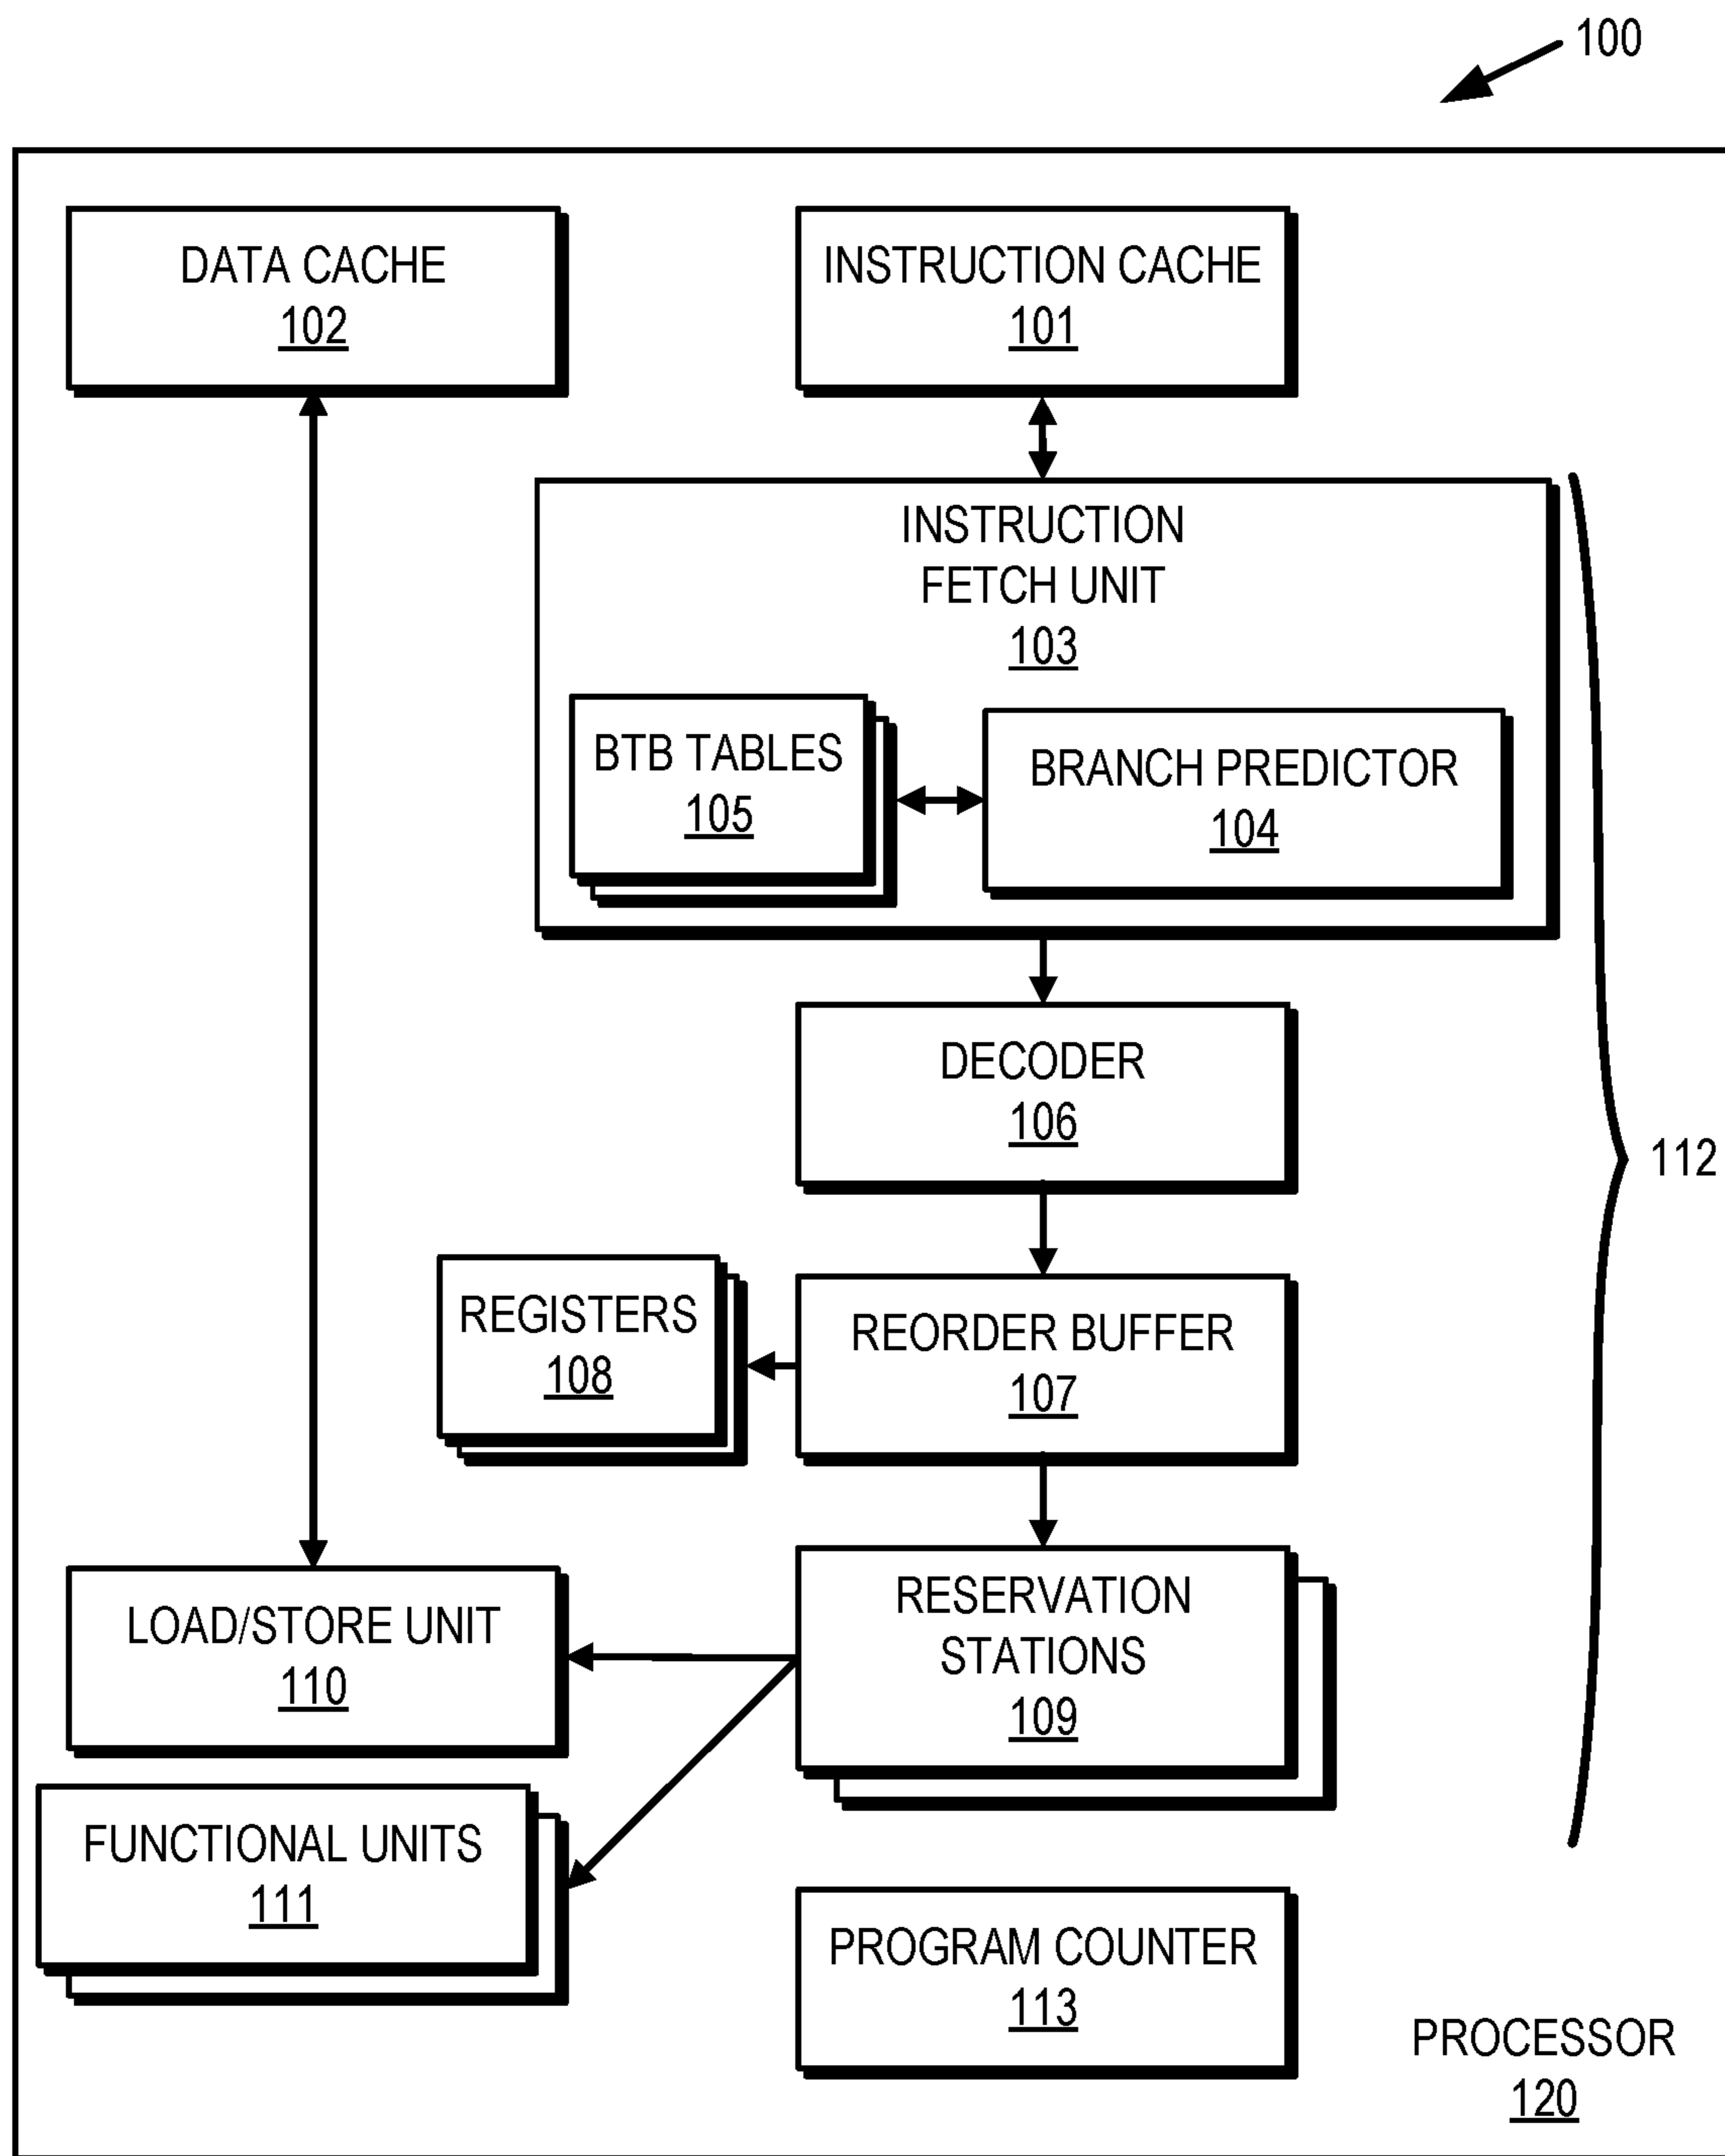 100
DATA CACHE
102
INSTRUCTION CACHE
101
INSTRUCTION
FETCH UNIT
103
BTB TABLES
105
BRANCH PREDICTOR
104
DECODER
106
112
REGISTERS
108
REORDER BUFFER
107
LOAD/STORE UNIT
110
RESERVATION
STATIONS
109
FUNCTIONAL UNITS
111
PROGRAM COUNTER
113
PROCESSOR
120